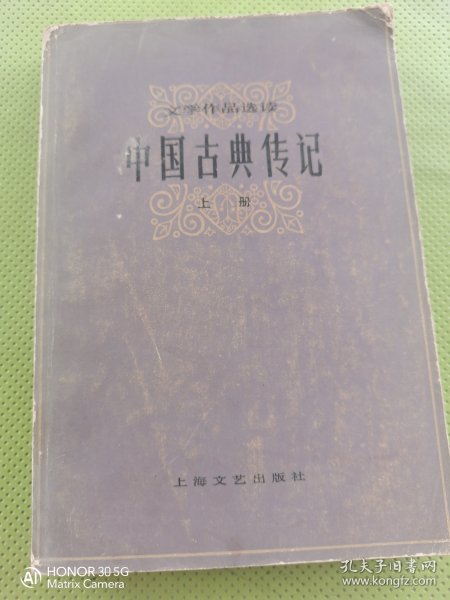 文学作品选读
中国古典传记
上册
上海文艺出版社
HONOR 30 5G
Matrix Camera
孔夫子旧书网
www.kongfz.com